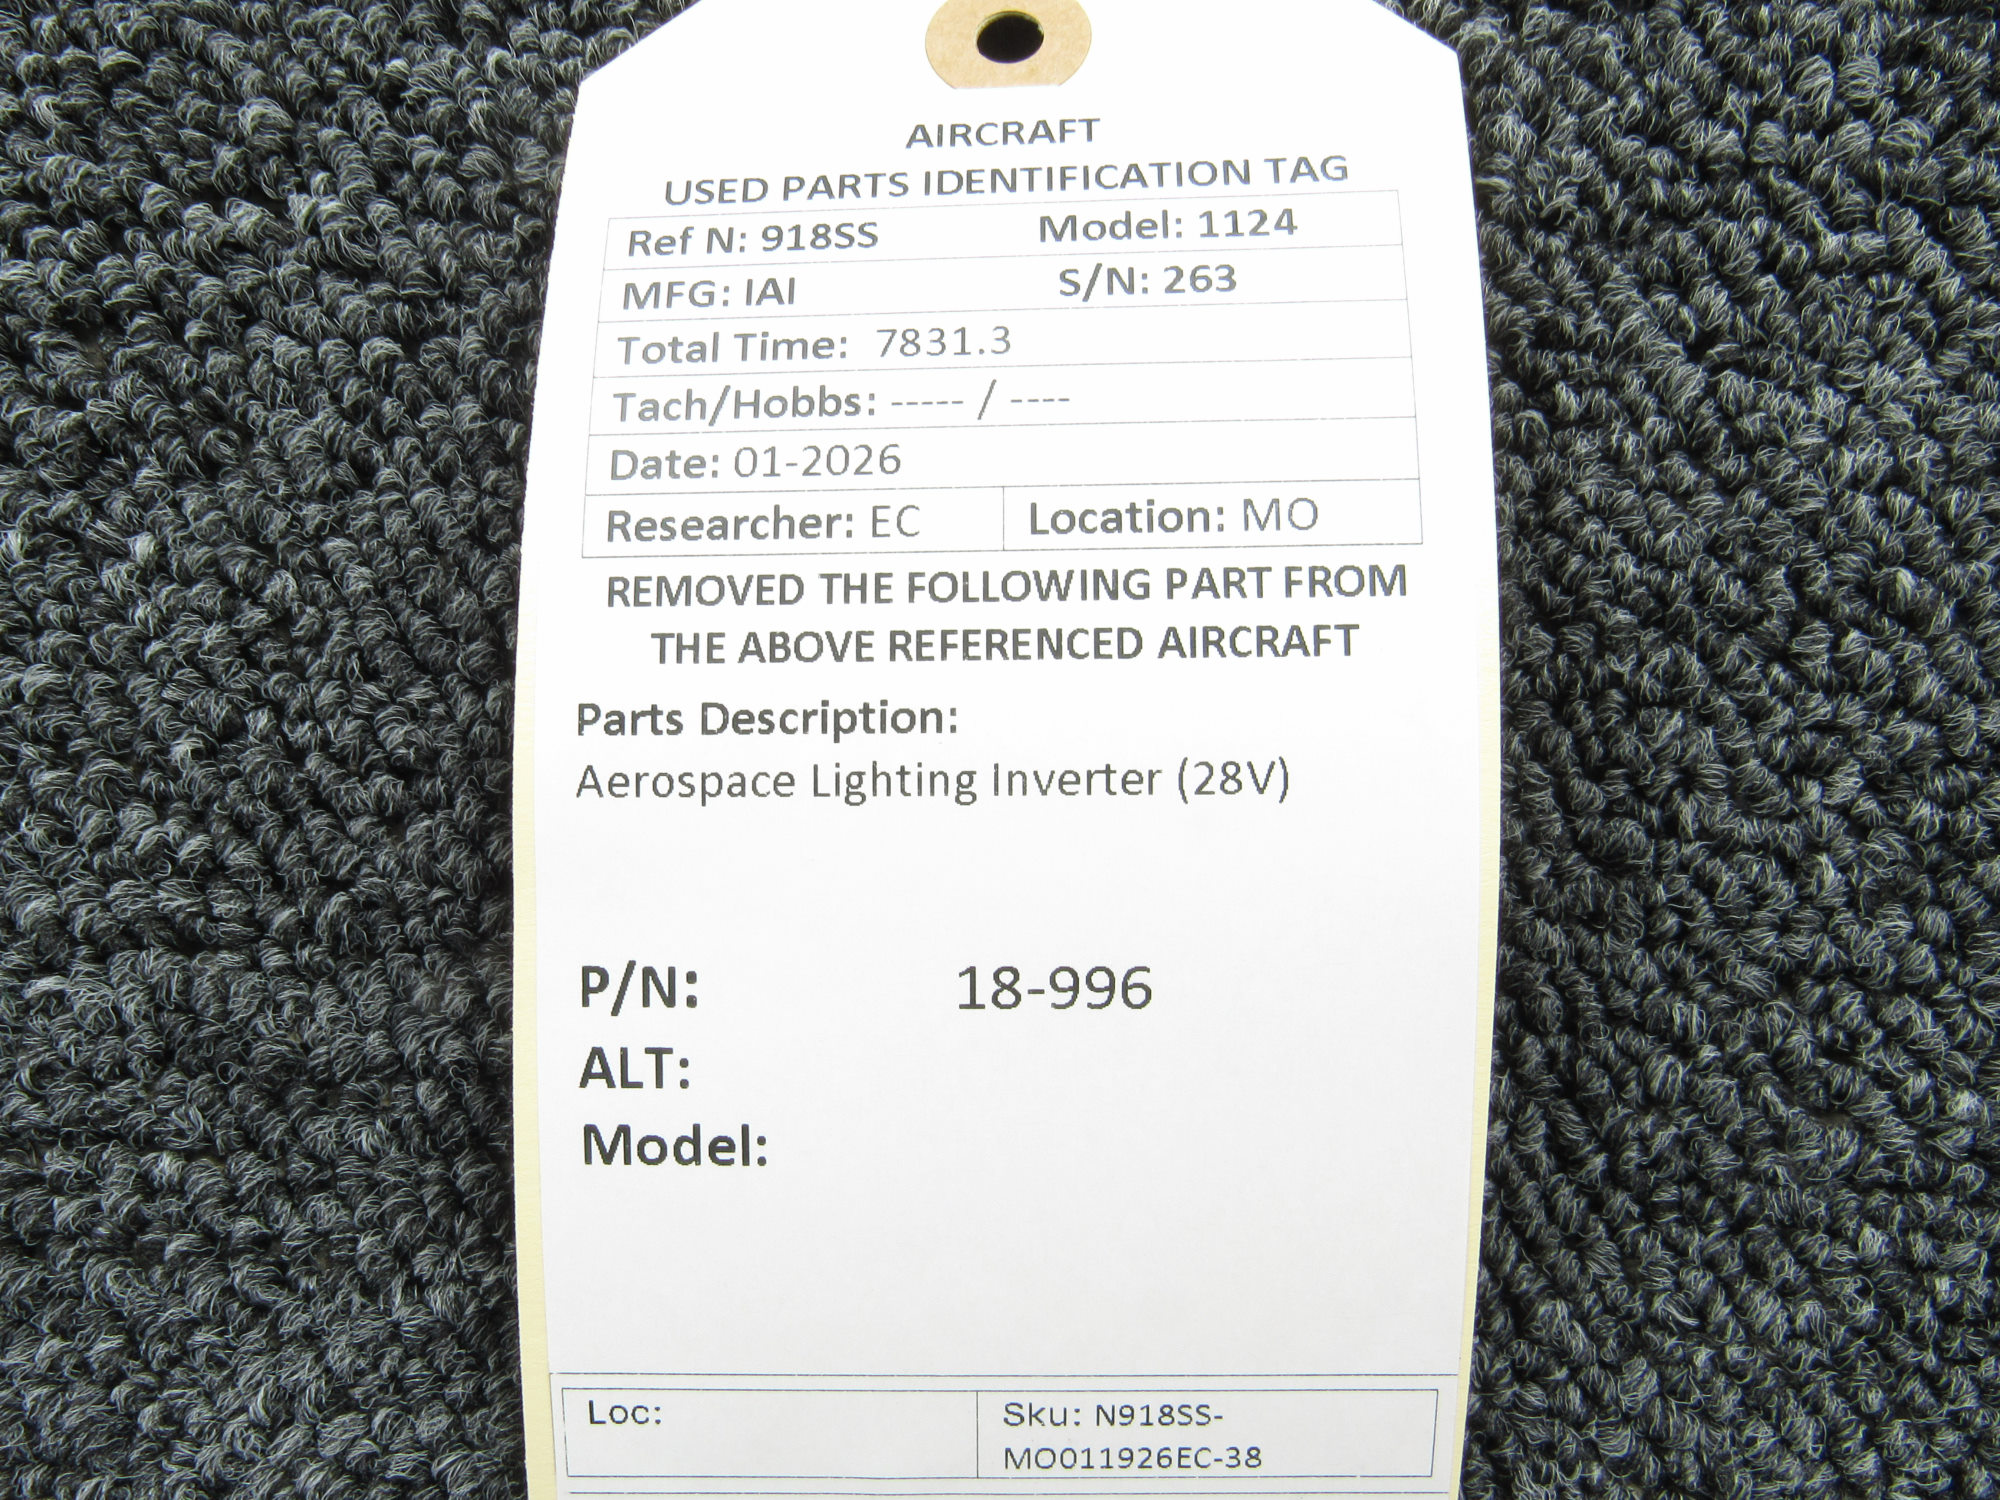 AIRCRAFT
USED PARTS IDENTIFICATION TAG
Ref N: 918SS Model: 1124
MFG: IAI S/N: 263
Total Time: 7831.3
Tach/Hobbs: ----- / ----
Date: 01-2026
Researcher: EC Location: MO
REMOVED THE FOLLOWING PART FROM
THE ABOVE REFERENCED AIRCRAFT
Parts Description:
Aerospace Lighting Inverter (28V)
P/N: 18-996
ALT:
Model:
Loc:
Sku: N918SS-
MO011926EC-38